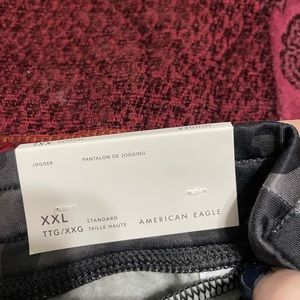 JOGGER PANTALON DE JOGGING
XXL STANDARD AMERICAN EAGLE
TTG/XXG TAILLE HAUTE